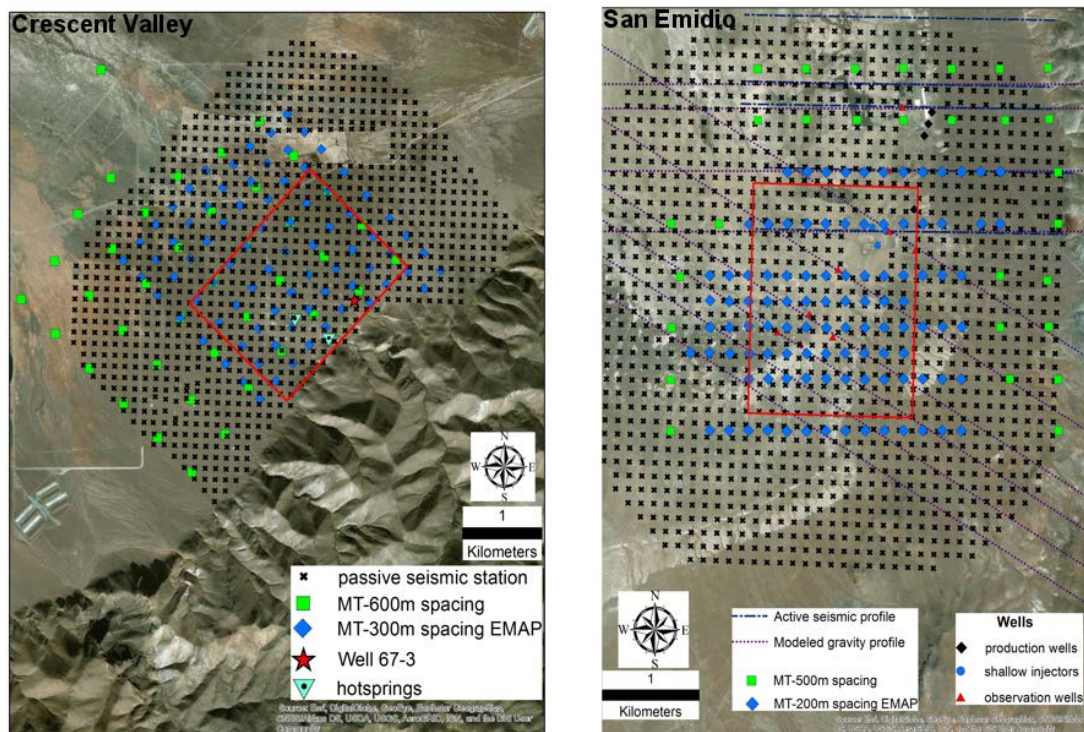 Crescent Valley
N
W E
S
1
Kilometers
passive seismic station
MT-600m spacing
MT-300m spacing EMAP
Well 67-3
hotsprings
San Emidio
N
W E
S
1
Kilometers
Active seismic profile
Modeled gravity profile
MT-500m spacing
MT-200m spacing EMAP
Wells
production wells
shallow injectors
observation wells